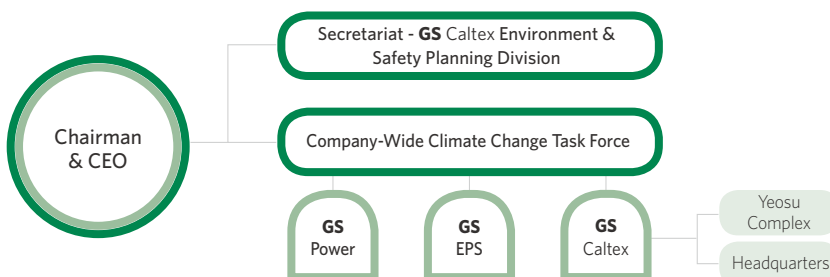 Chairman
& CEO
Secretariat - GS Caltex Environment &
Safety Planning Division
Company-Wide Climate Change Task Force
GS
Power
GS
EPS
GS
Caltex
Yeosu
Complex
Headquarters